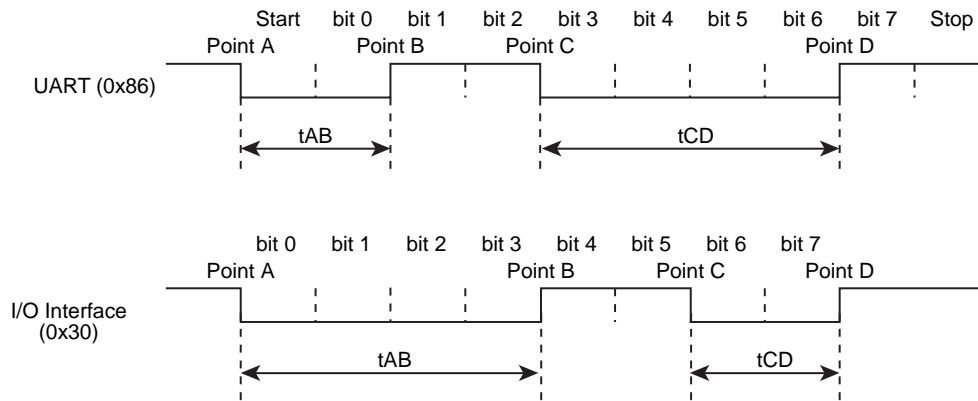 Start bit 0 bit 1 bit 2 bit 3 bit 4 bit 5 bit 6 bit 7 Stop
Point A Point B Point C Point D
UART (0x86)
tAB tCD
bit 0 bit 1 bit 2 bit 3 bit 4 bit 5 bit 6 bit 7
Point A Point B Point C Point D
I/O Interface
(0x30)
tAB tCD